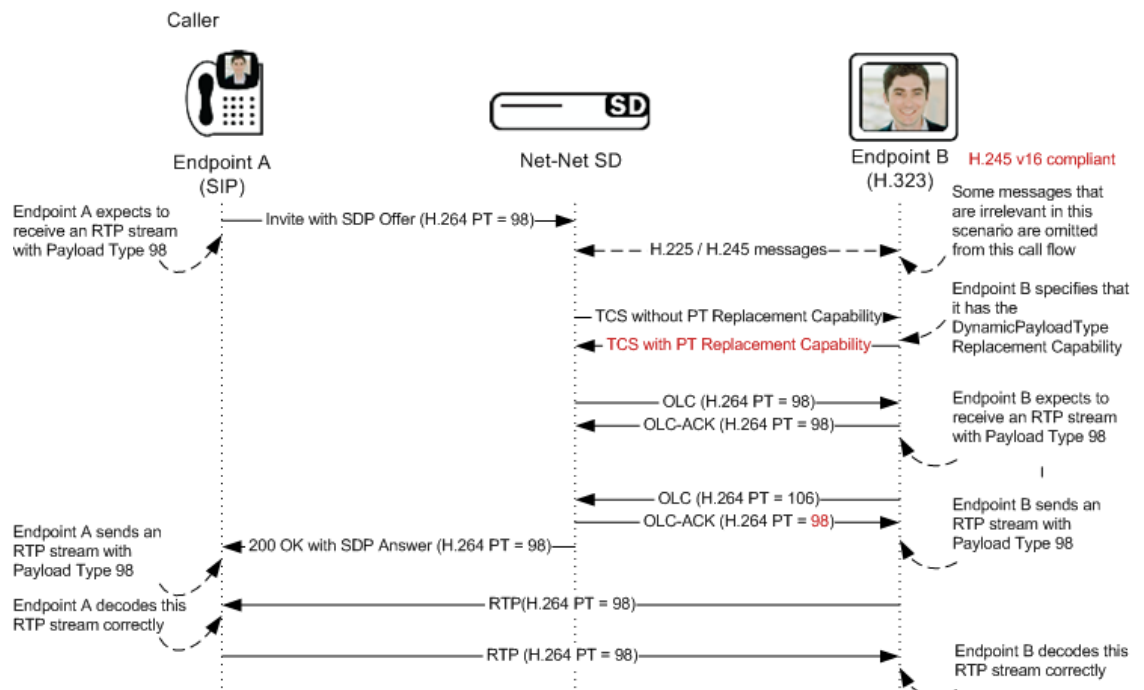 Caller
SD
Endpoint A
(SIP)
Net-Net SD
Endpoint B
(H.323)
H.245 v16 compliant
Endpoint A expects to
receive an RTP stream
with Payload Type 98
Invite with SDP Offer (H.264 PT = 98)
Some messages that
are irrelevant in this
scenario are omitted
from this call flow
H.225 / H.245 messages
Endpoint B specifies that
it has the
DynamicPayloadType
Replacement Capability
TCS without PT Replacement Capability
TCS with PT Replacement Capability
OLC (H.264 PT = 98)
OLC-ACK (H.264 PT = 98)
Endpoint B expects to
receive an RTP stream
with Payload Type 98
OLC (H.264 PT = 106)
OLC-ACK (H.264 PT = 98)
Endpoint B sends an
RTP stream with
Payload Type 98
Endpoint A sends an
RTP stream with
Payload Type 98
200 OK with SDP Answer (H.264 PT = 98)
Endpoint A decodes this
RTP stream correctly
RTP(H.264 PT = 98)
RTP (H.264 PT = 98)
Endpoint B decodes this
RTP stream correctly